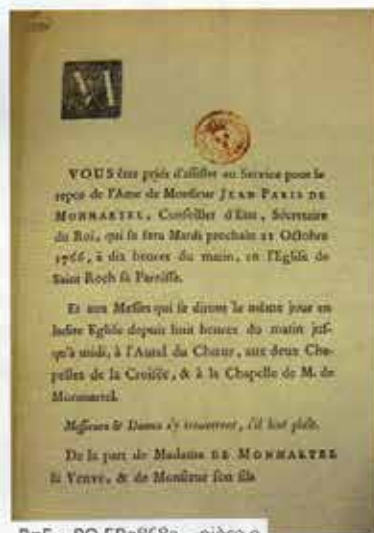 VOUS êtes priés d'assister au Service pour le
repos de l'Ame de Monsieur JEAN PARIS DE
MONMARTEL, Conseiller d'Etat, Sécretaire
du Roi, qui se fera Mardi prochain 21 Octobre
1766, à dix heures du matin, en l'Eglise de
Saint Roch sa Paroisse.
Et aux Messes qui se diront le même jour en
ladite Eglise depuis huit heures du matin jus-
qu'à midi, à l'Autel du Chœur, aux deux Cha-
pelles de la Croisée, & à la Chapelle de M. de
Monmartel.
Messieurs & Dames s'y trouveront, s'il leur plaît.
De la part de Madame DE MONMARTEL
sa Veuve, & de Monsieur son fils